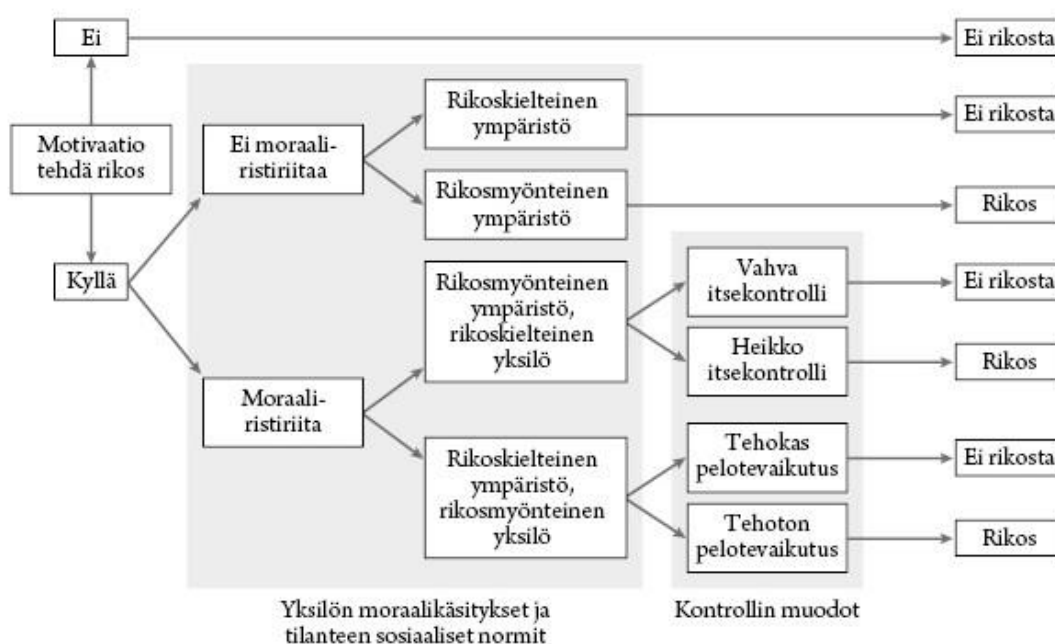 Ei
Ei rikosta
Motivaatio
tehdä rikos
Kyllä
Ei moraali-
ristiriitaa
Rikoskielteinen
ympäristö
Ei rikosta
Rikosmyönteinen
ympäristö
Rikos
Moraali-
ristiriita
Rikosmyönteinen
ympäristö,
rikoskielteinen
yksilö
Vahva
itsekontrolli
Ei rikosta
Heikko
itsekontrolli
Rikos
Rikoskielteinen
ympäristö,
rikosmyönteinen
yksilö
Tehokas
pelotevaikutus
Ei rikosta
Tehoton
pelotevaikutus
Rikos
Yksilön moraalikäsitykset ja
tilanteen sosiaaliset normit
Kontrollin muodot